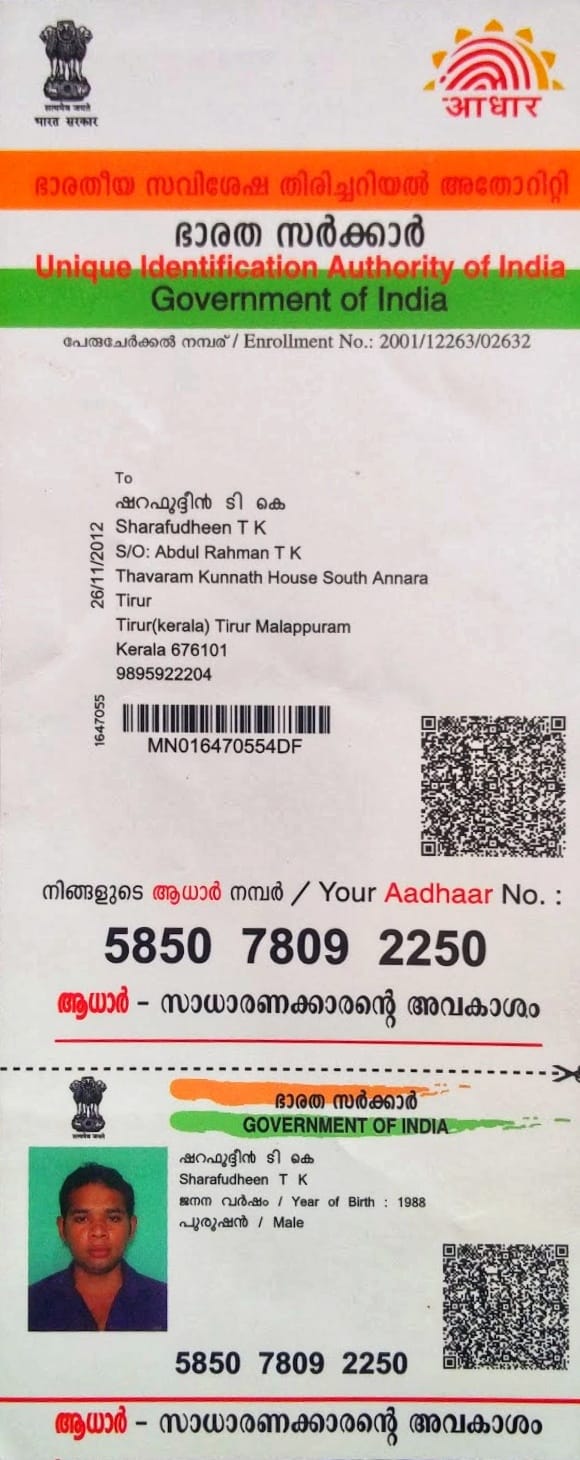 सत्यमेव जयते
भारत सरकार
आधार
ഭാരതീയ സവിശേഷ തിരിച്ചറിയൽ അതോറിറ്റി
ഭാരത സർക്കാർ
Unique Identification Authority of India
Government of India
പേരുചേർക്കൽ നമ്പര് / Enrollment No.: 2001/12263/02632
To
ഷറഫുദ്ദീൻ ടി കെ
Sharafudheen T K
S/O: Abdul Rahman T K
Thavaram Kunnath House South Annara
Tirur
Tirur(kerala) Tirur Malappuram
Kerala 676101
9895922204
26/11/2012
1647055
MN016470554DF
നിങ്ങളുടെ ആധാർ നമ്പർ / Your Aadhaar No. :
5850 7809 2250
ആധാർ - സാധാരണക്കാരന്റെ അവകാശം
ഭാരത സർക്കാർ
GOVERNMENT OF INDIA
ഷറഫുദ്ദീൻ ടി കെ
Sharafudheen T K
ജനന വർഷം / Year of Birth : 1988
പുരുഷൻ / Male
5850 7809 2250
ആധാർ - സാധാരണക്കാരന്റെ അവകാശം